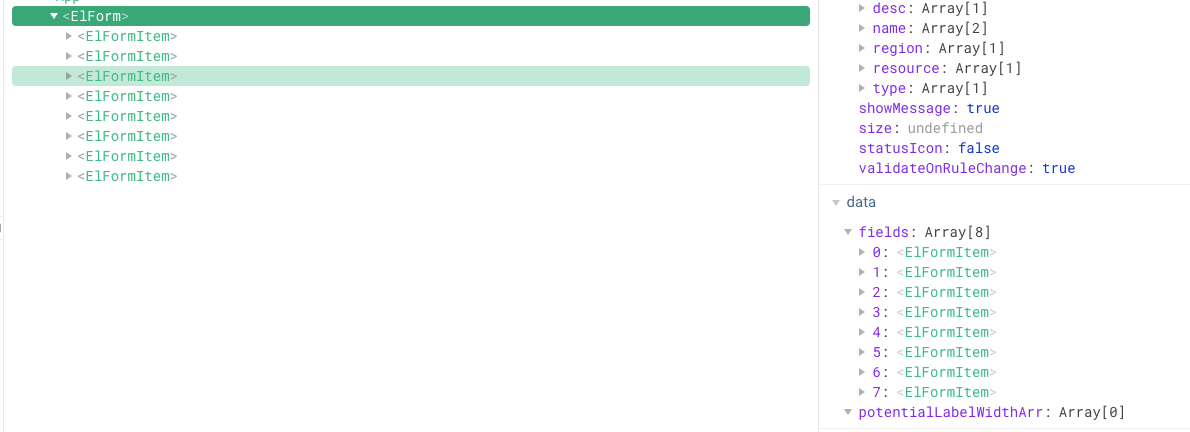 <ElForm>
<ElFormItem>
<ElFormItem>
<ElFormItem>
<ElFormItem>
<ElFormItem>
<ElFormItem>
<ElFormItem>
<ElFormItem>
desc: Array[1]
name: Array[2]
region: Array[1]
resource: Array[1]
type: Array[1]
showMessage: true
size: undefined
statusIcon: false
validateOnRuleChange: true
data
fields: Array[8]
0: <ElFormItem>
1: <ElFormItem>
2: <ElFormItem>
3: <ElFormItem>
4: <ElFormItem>
5: <ElFormItem>
6: <ElFormItem>
7: <ElFormItem>
potentialLabelWidthArr: Array[0]